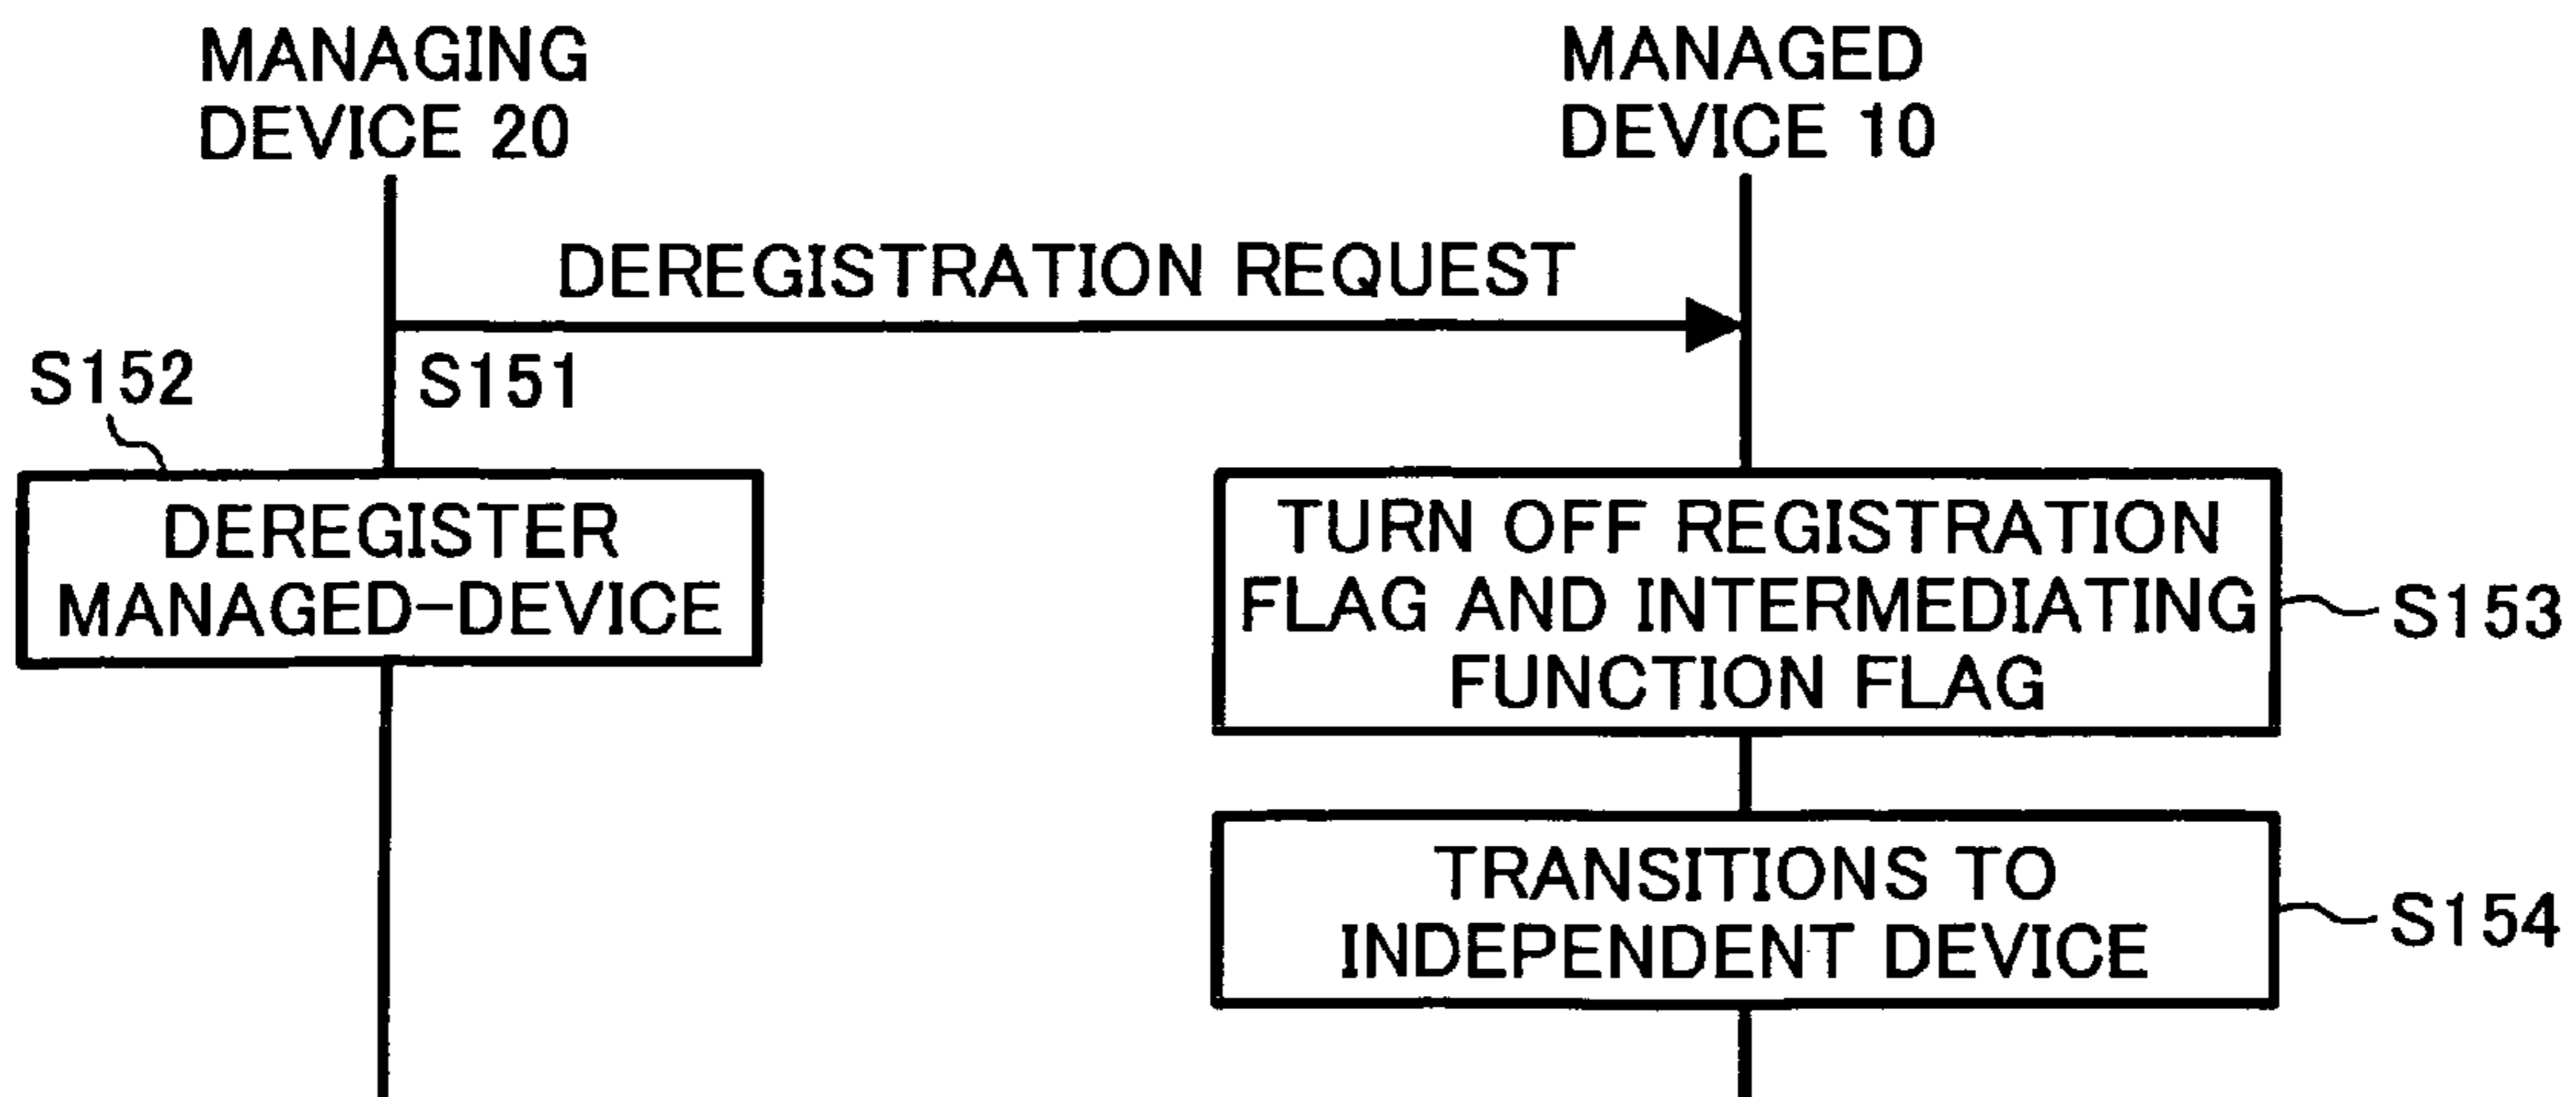 MANAGING
DEVICE 20
MANAGED
DEVICE 10
DEREGISTRATION REQUEST
S152
S151
DEREGISTER
MANAGED-DEVICE
TURN OFF REGISTRATION
FLAG AND INTERMEDIATING
FUNCTION FLAG
S153
TRANSITIONS TO
INDEPENDENT DEVICE
S154